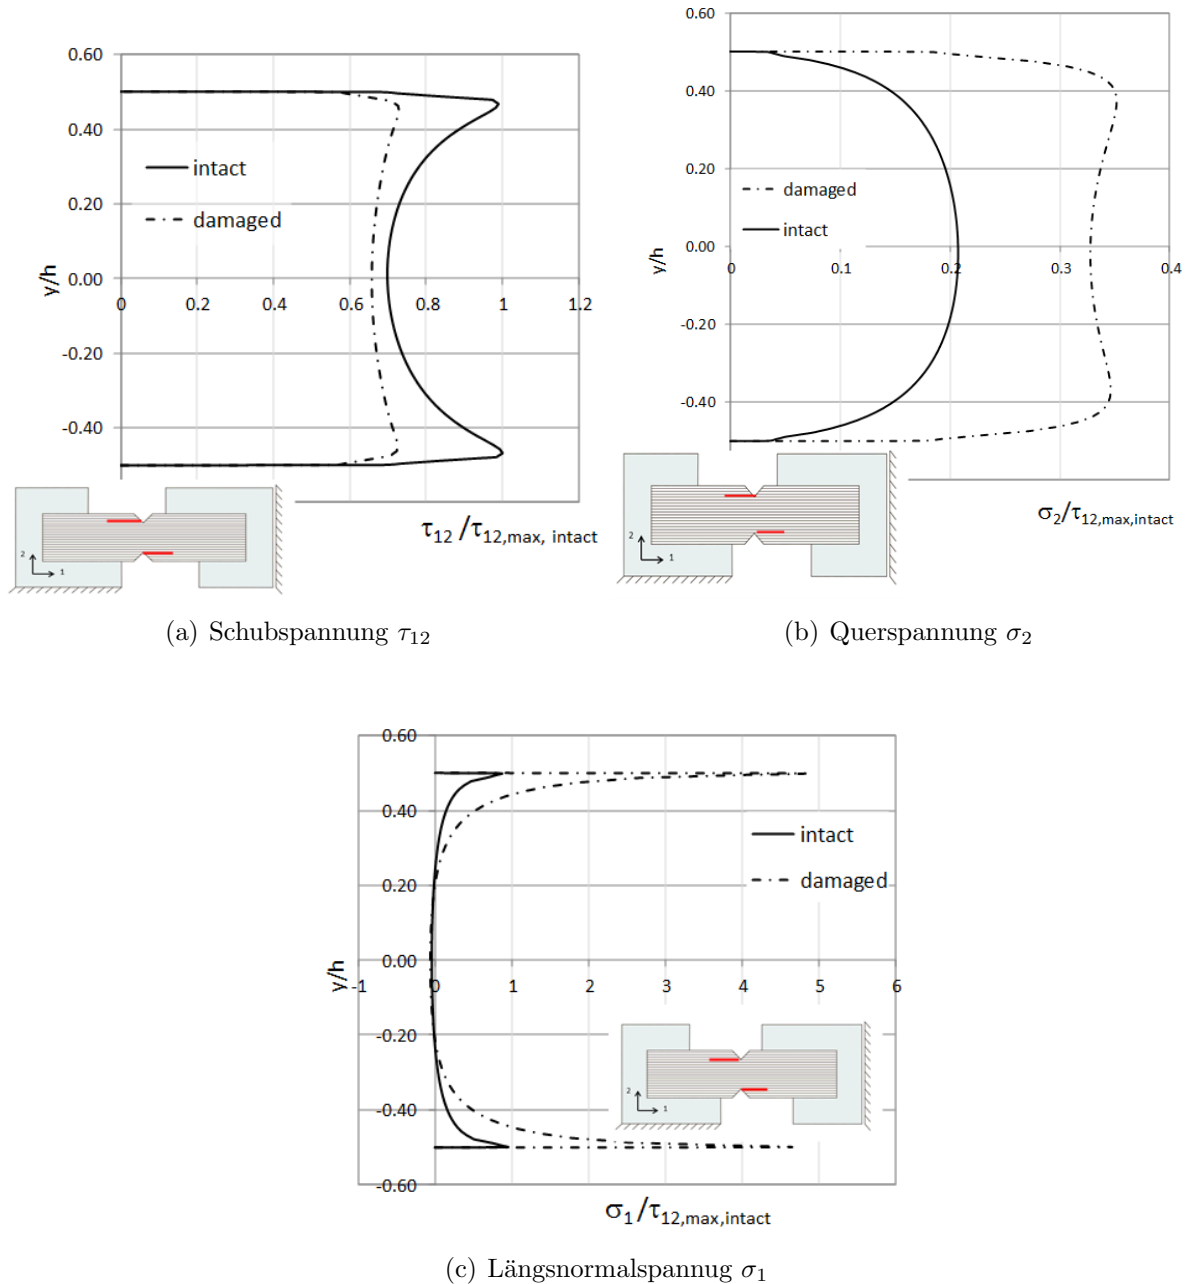 0.60
0.40
intact
0.20
damaged
y/h
0.00
0 0.2 0.4 0.6 0.8 1 1.2
-0.20
-0.40
2
1
τ12 /τ12,max, intact
(a) Schubspannung τ12
0.60
0.40
0.20
damaged
intact
y/h
0.00
0 0.1 0.2 0.3 0.4
-0.20
-0.40
2
1
σ2/τ12,max,intact
(b) Querspannung σ2
0.60
0.40
intact
damaged
0.20
y/h
0.00
-1 0 1 2 3 4 5 6
-0.20
2
1
-0.40
-0.60
σ1/τ12,max,intact
(c) Längsnormalspannug σ1